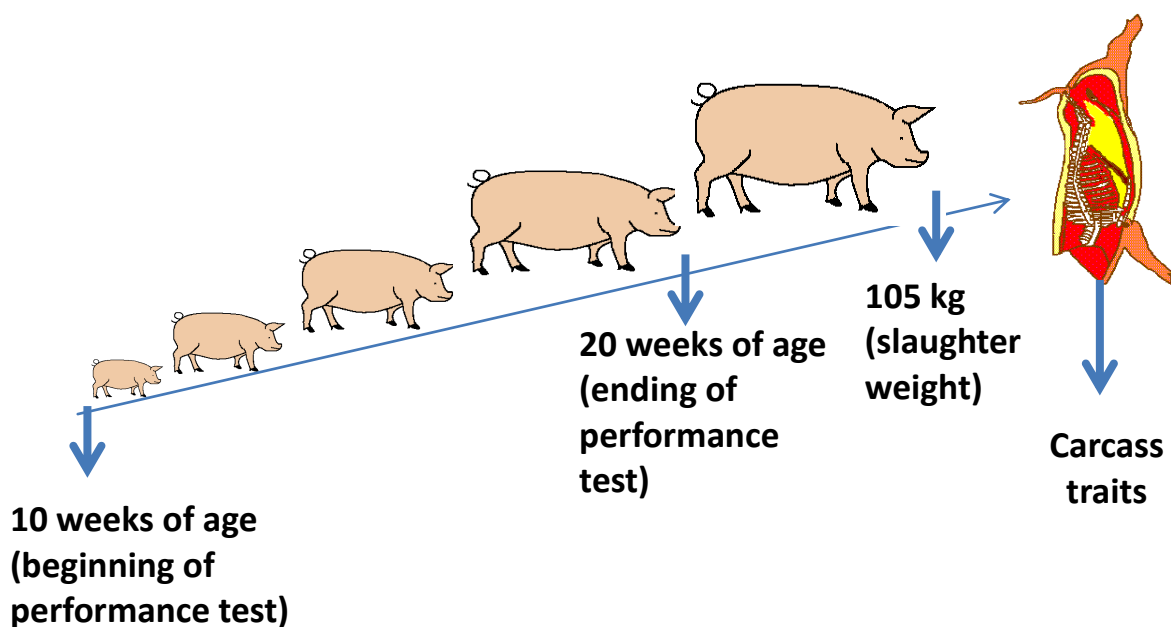 10 weeks of age
(beginning of
performance test)
20 weeks of age
(ending of
performance
test)
105 kg
(slaughter
weight)
Carcass
traits